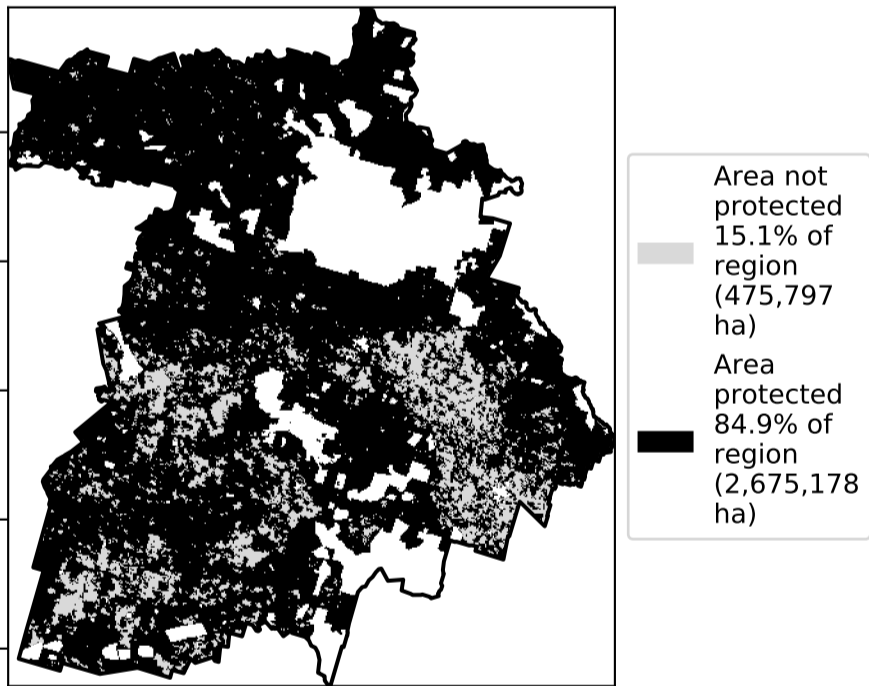 Area not
protected
15.1% of
region
(475,797
ha)
Area
protected
84.9% of
region
(2,675,178
ha)